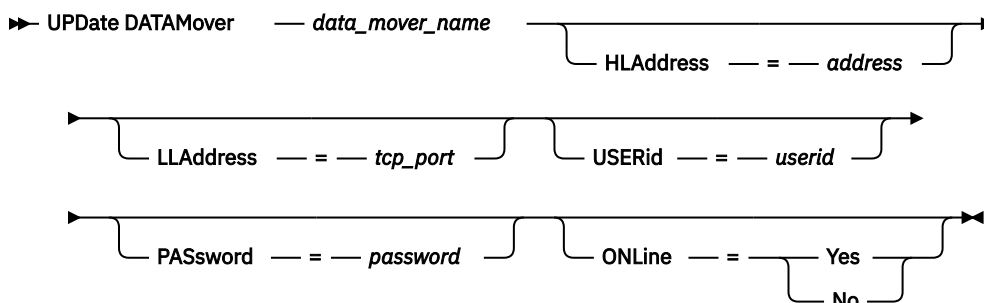 UPDate DATAMover — data_mover_name
HLAddress — = — address
LLAddress — = — tcp_port USERid — = — userid
PASsword — = — password ONLine — = Yes
No